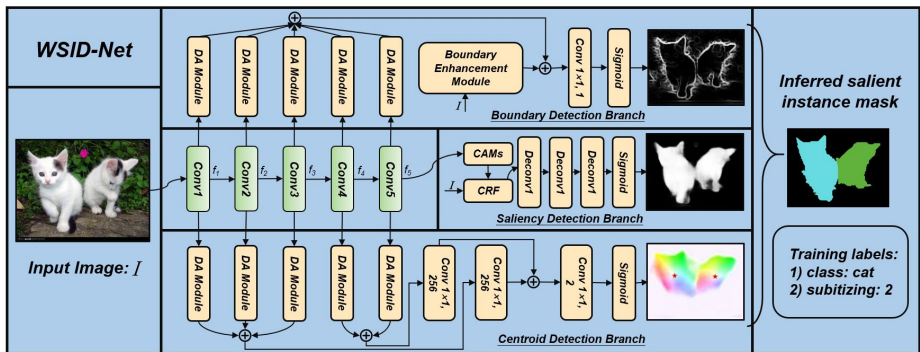 WSID-Net
Input Image: I
DA Module
DA Module
DA Module
DA Module
DA Module
Boundary
Enhancement
Module
I
Conv 1×1, 1
Sigmoid
Boundary Detection Branch
Conv1
f1
Conv2
f2
Conv3
f3
Conv4
f4
Conv5
f5
CAMs
I
CRF
Deconv1
Deconv1
Deconv1
Sigmoid
Saliency Detection Branch
DA Module
DA Module
DA Module
DA Module
DA Module
Conv 1×1,
256
Conv 1×1,
256
Conv 1×1,
2
Sigmoid
Centroid Detection Branch
Inferred salient
instance mask
Training labels:
1) class: cat
2) subitizing: 2